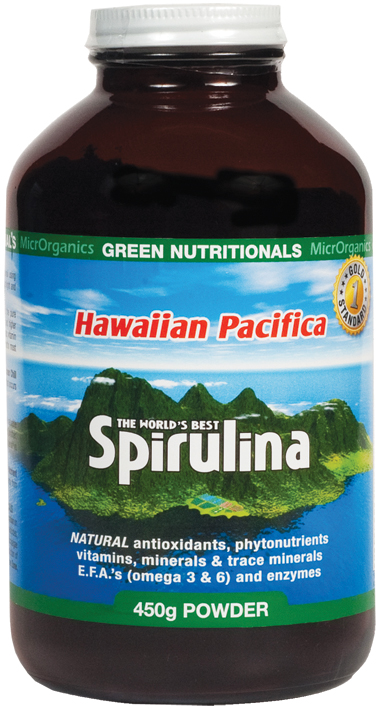 MicrOrganics GREEN NUTRITIONALS MicrOrganics
GOLD
1
STANDARD
Hawaiian Pacifica
THE WORLD'S BEST
Spirulina
NATURAL antioxidants, phytonutrients
vitamins, minerals & trace minerals
E.F.A.'s (omega 3 & 6) and enzymes
450g POWDER